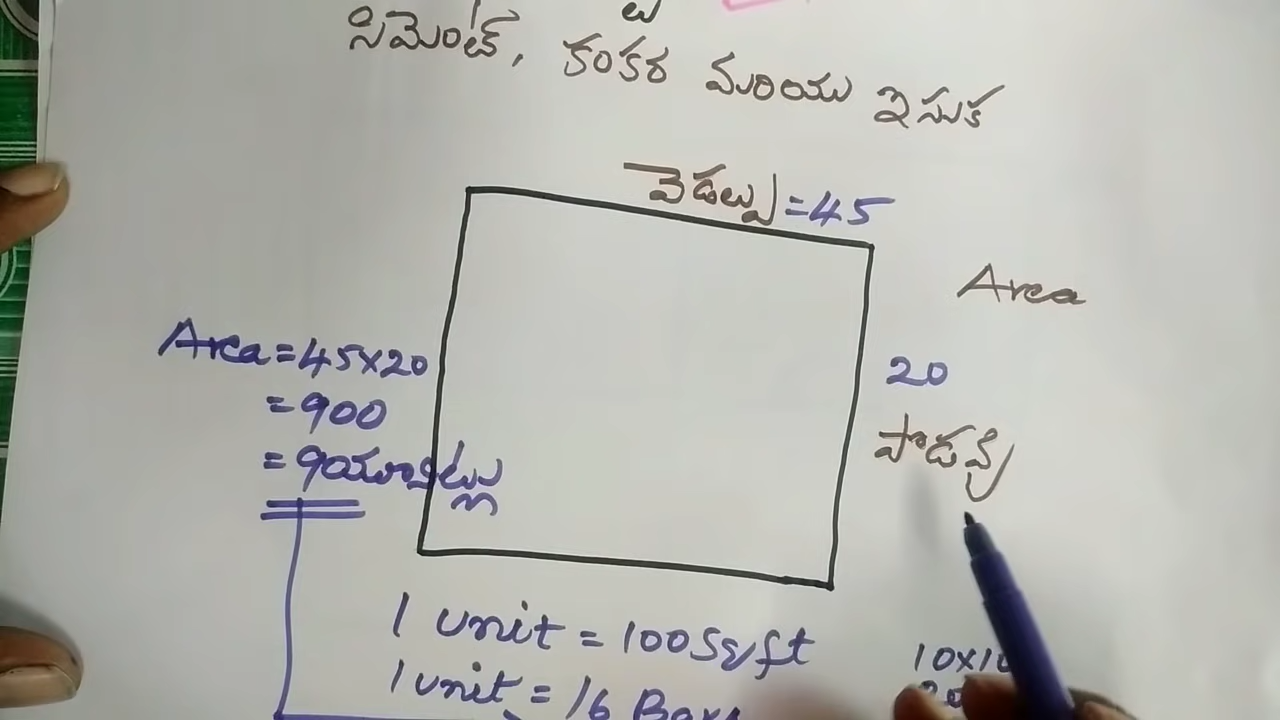 సిమెంట్, కంకర మరియు ఇసుక
వెడల్పు =45
Area
Area = 45x20
= 900
= 9 యూనిట్లు
20
పొడవు
1 unit = 100 Sqft
1 unit = 16
10x10